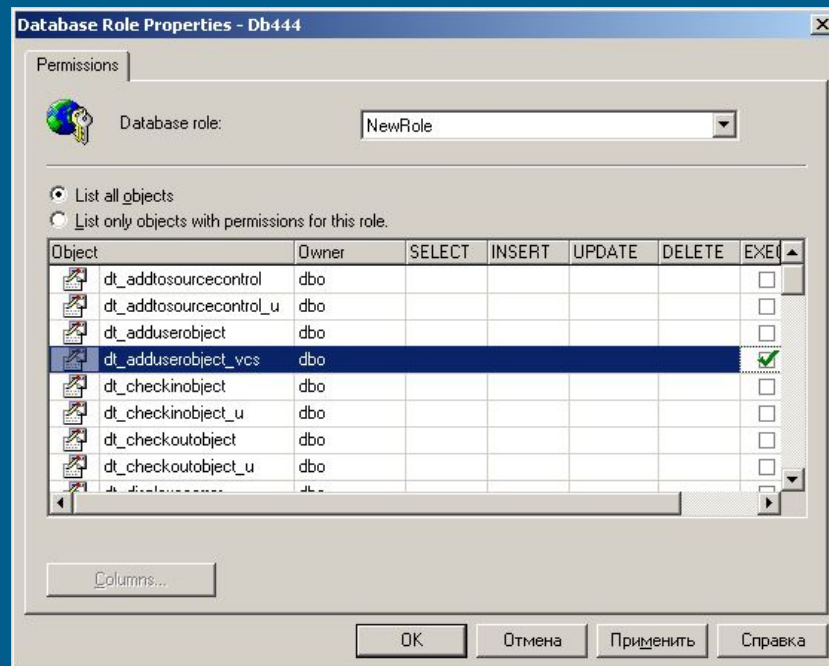 Database Role Properties - Db444
Permissions
Database role: NewRole
List all objects
List only objects with permissions for this role.
Object Owner SELECT INSERT UPDATE DELETE EXEC
dt_addtosourcecontrol dbo
dt_addtosourcecontrol_u dbo
dt_adduserobject dbo
dt_adduserobject_vcs dbo
dt_checkinobject dbo
dt_checkinobject_u dbo
dt_checkoutobject dbo
dt_checkoutobject_u dbo
Columns...
OK Отмена Применить Справка